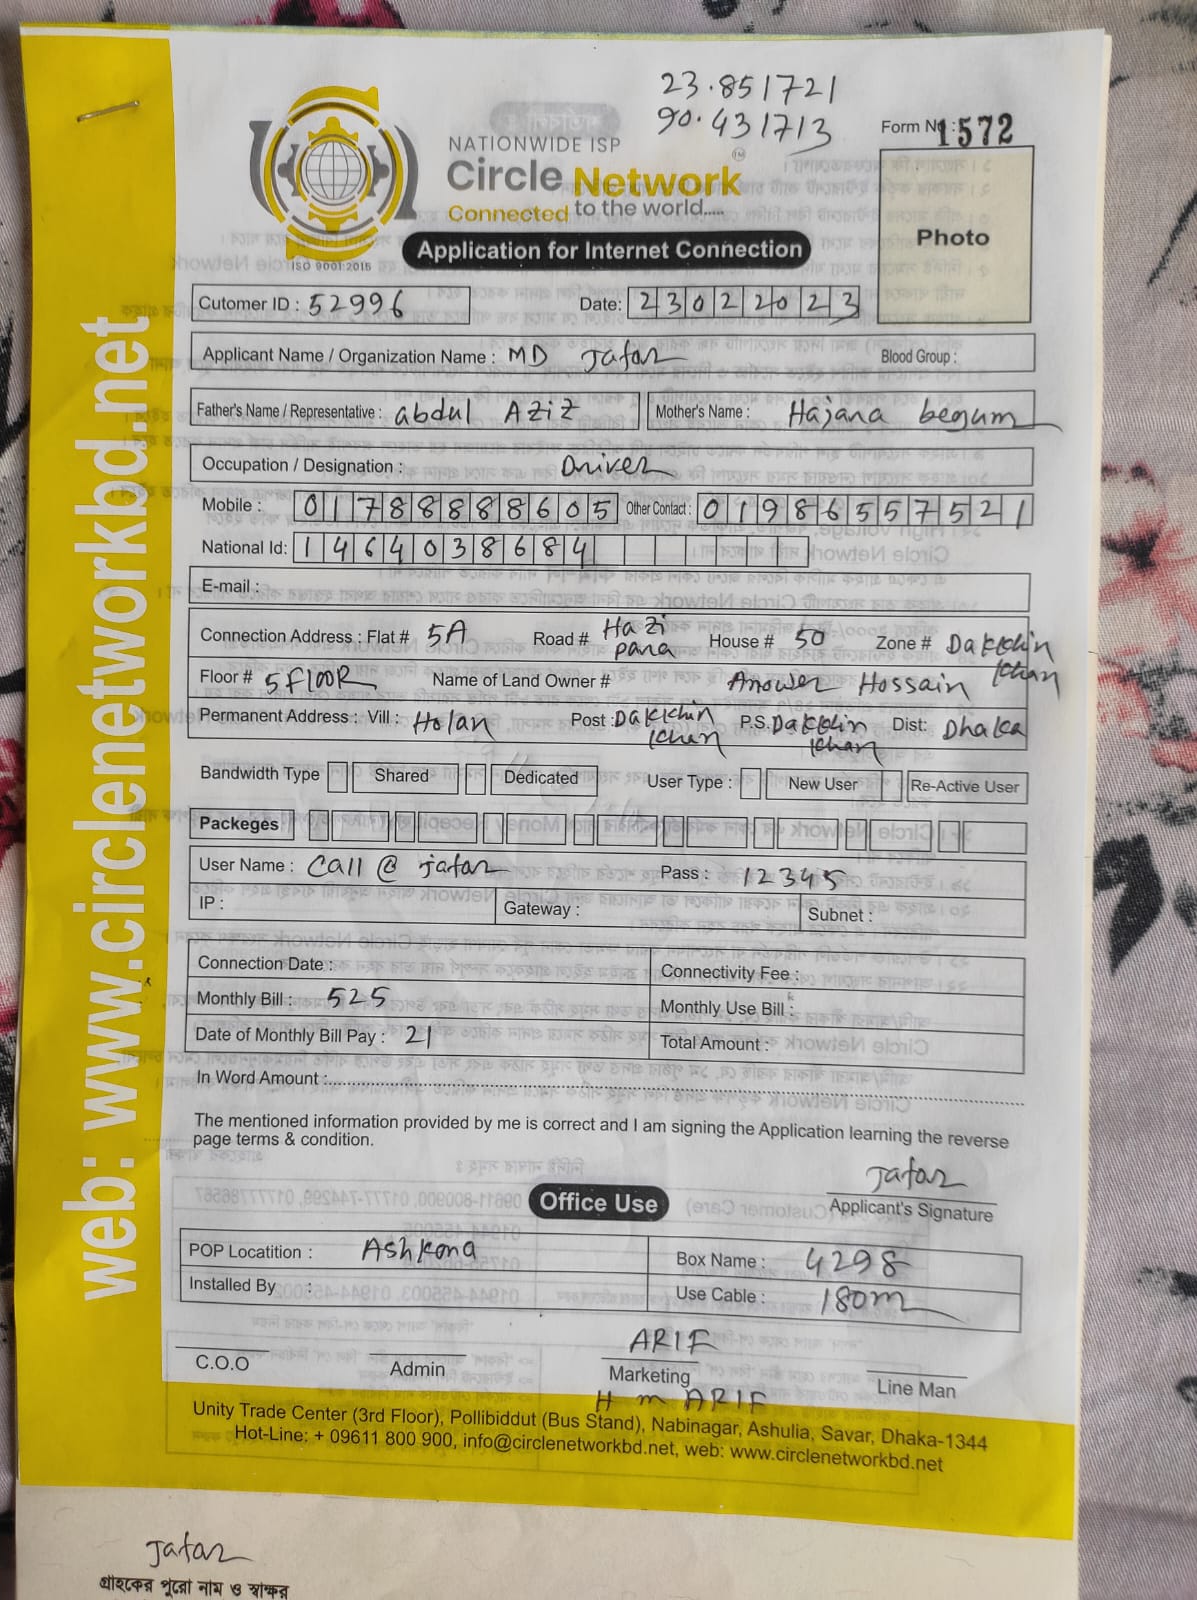 23.851721
90.431713
Form No : 1572
NATIONWIDE ISP
Circle Network
Connected to the world.....
ISO 9001:2015
Application for Internet Connection
Photo
Cutomer ID : 52996 Date: 23022023
Applicant Name / Organization Name : MD Jafar Blood Group :
Father's Name / Representative : abdul AZIZ Mother's Name : Hajana begum
Occupation / Designation : Driver
Mobile : 01788888605 Other Contact : 01986557521
National Id: 1464038684
E-mail :
Connection Address : Flat # 5A Road # Hazi para House # 50 Zone # Dakkhin khan
Floor # 5 FlOOR Name of Land Owner # Anower Hossain
Permanent Address : Vill : Holan Post : Dakkhin khan P.S. Dakkhin khan Dist: Dhaka
Bandwidth Type Shared Dedicated User Type : New User Re-Active User
Packeges
User Name : Call @ jafar Pass : 12345
IP : Gateway : Subnet :
Connection Date : Connectivity Fee :
Monthly Bill : 525 Monthly Use Bill :
Date of Monthly Bill Pay : 21 Total Amount :
In Word Amount :
The mentioned information provided by me is correct and I am signing the Application learning the reverse
page terms & condition.
Jafar
Applicant's Signature
Office Use
POP Locatition : Ashkona Box Name : 4298
Installed By : Use Cable : 180m
ARIF
C.O.O Admin Marketing Line Man
H m ARIF
Unity Trade Center (3rd Floor), Pollibiddut (Bus Stand), Nabinagar, Ashulia, Savar, Dhaka-1344
Hot-Line: + 09611 800 900, info@circlenetworkbd.net, web: www.circlenetworkbd.net
web: www.circlenetworkbd.net
Jafar
গ্রাহকের পুরো নাম ও স্বাক্ষর